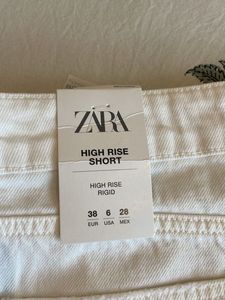 ZARA
HIGH RISE
SHORT
HIGH RISE
RIGID
38 6 28
EUR USA MEX